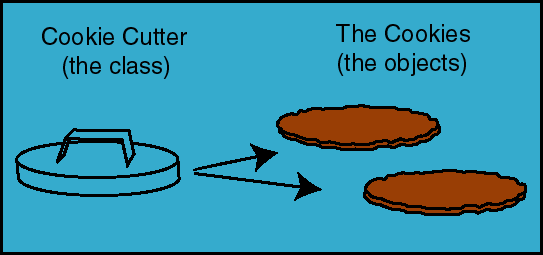 Cookie Cutter
(the class)
The Cookies
(the objects)